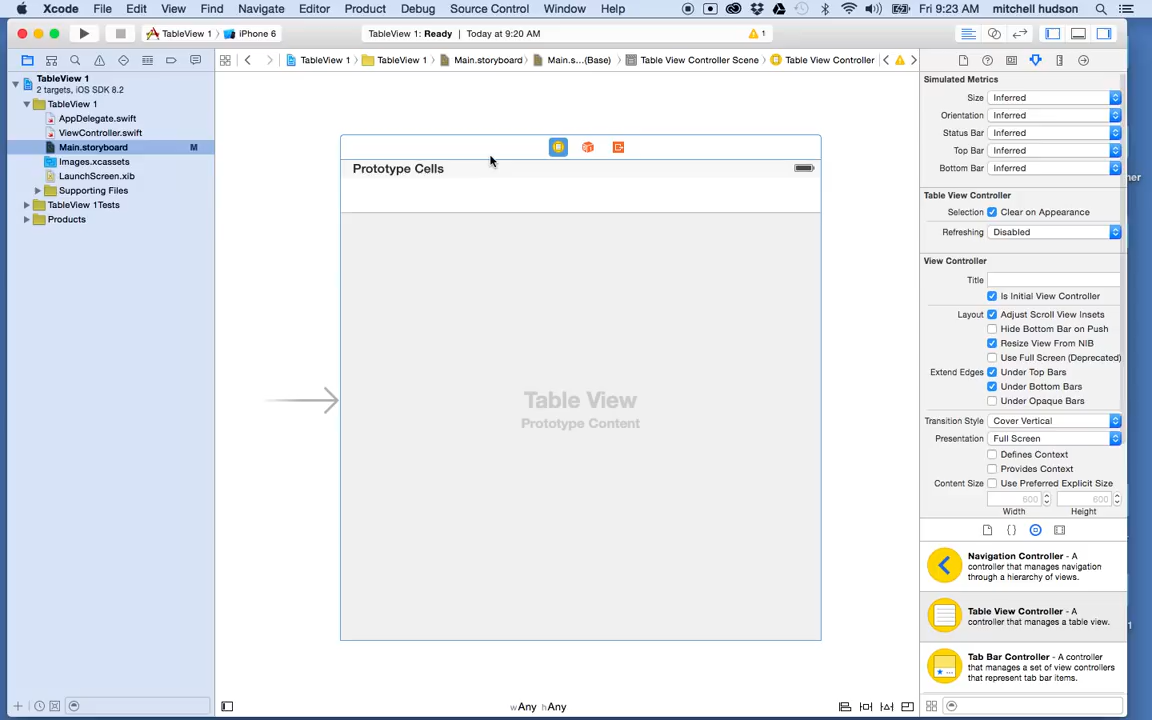 Xcode File Edit View Find Navigate Editor Product Debug Source Control Window Help Fri 9:23 AM mitchell hudson
TableView 1 iPhone 6 TableView 1: Ready | Today at 9:20 AM 1
TableView 1 TableView 1 Main.storyboard Main.s...(Base) Table View Controller Scene Table View Controller
TableView 1
2 targets, iOS SDK 8.2
TableView 1
AppDelegate.swift
ViewController.swift
Main.storyboard M
Images.xcassets
LaunchScreen.xib
Supporting Files
TableView 1Tests
Products
Prototype Cells
Table View
Prototype Content
wAny hAny
Simulated Metrics
Size Inferred
Orientation Inferred
Status Bar Inferred
Top Bar Inferred
Bottom Bar Inferred
Table View Controller
Selection Clear on Appearance
Refreshing Disabled
View Controller
Title
Is Initial View Controller
Layout Adjust Scroll View Insets
Hide Bottom Bar on Push
Resize View From NIB
Use Full Screen (Deprecated)
Extend Edges Under Top Bars
Under Bottom Bars
Under Opaque Bars
Transition Style Cover Vertical
Presentation Full Screen
Defines Context
Provides Context
Content Size Use Preferred Explicit Size
600 600
Width Height
Navigation Controller - A
controller that manages navigation
through a hierarchy of views.
Table View Controller - A
controller that manages a table view.
Tab Bar Controller - A controller
that manages a set of view controllers
that represent tab bar items.
ner
1